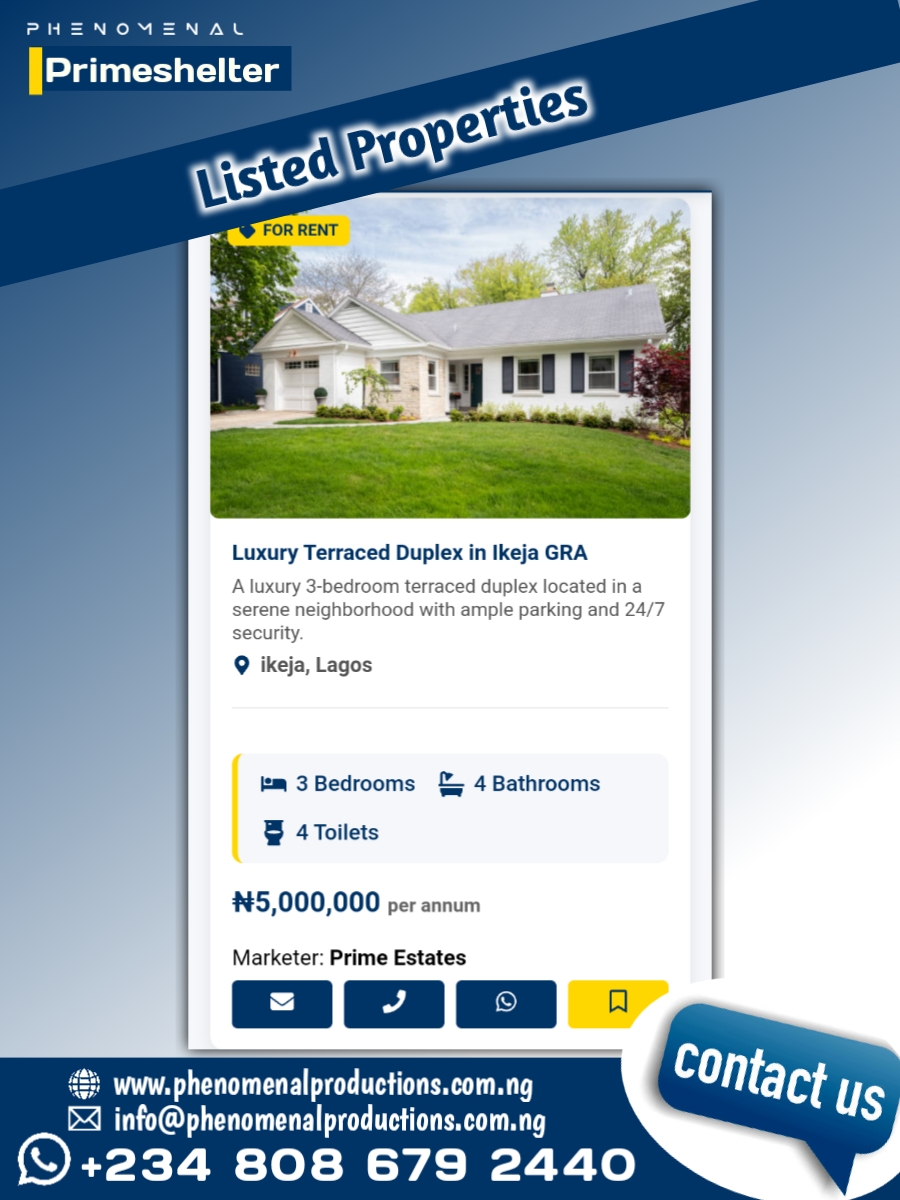 PHENOMENAL
Primeshelter
Listed Properties
FOR RENT
Luxury Terraced Duplex in Ikeja GRA
A luxury 3-bedroom terraced duplex located in a
serene neighborhood with ample parking and 24/7
security.
ikeja, Lagos
3 Bedrooms 4 Bathrooms
4 Toilets
₦5,000,000 per annum
Marketer: Prime Estates
contact us
www.phenomenalproductions.com.ng
info@phenomenalproductions.com.ng
+234 808 679 2440